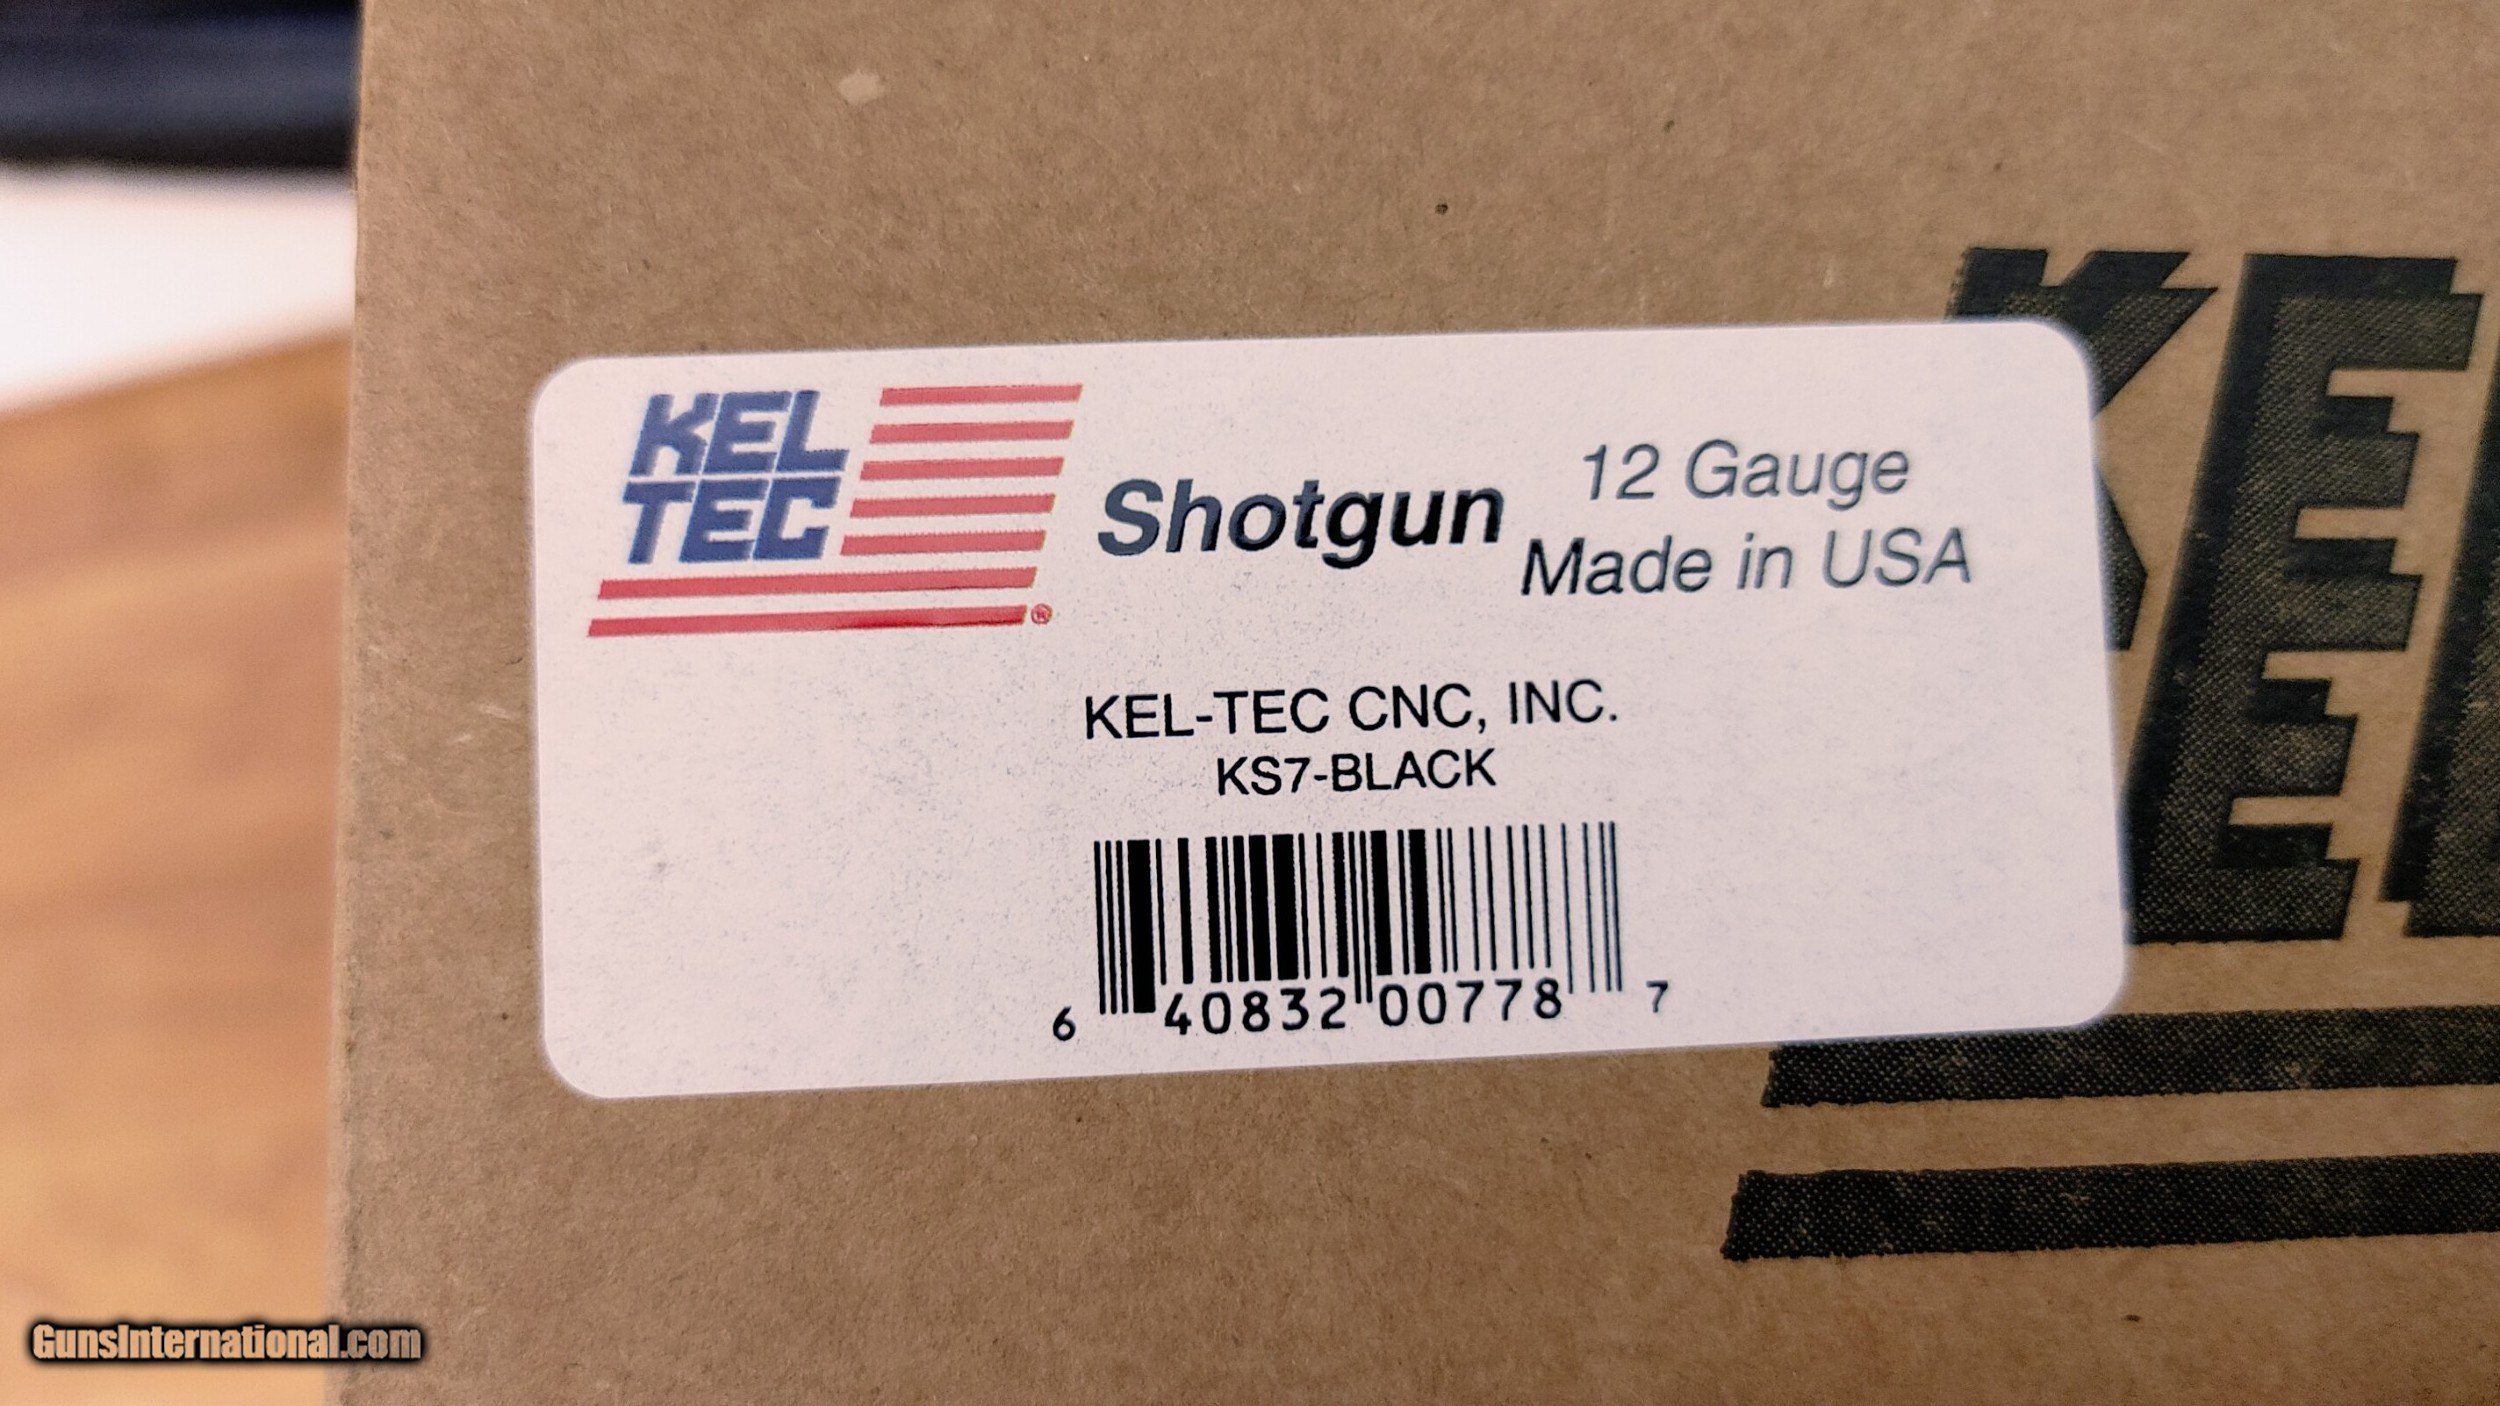 KEL
TEC
®
Shotgun
12 Gauge
Made in USA
KEL-TEC CNC, INC.
KS7-BLACK
6 40832 00778 7
KE
GunsInternational.com